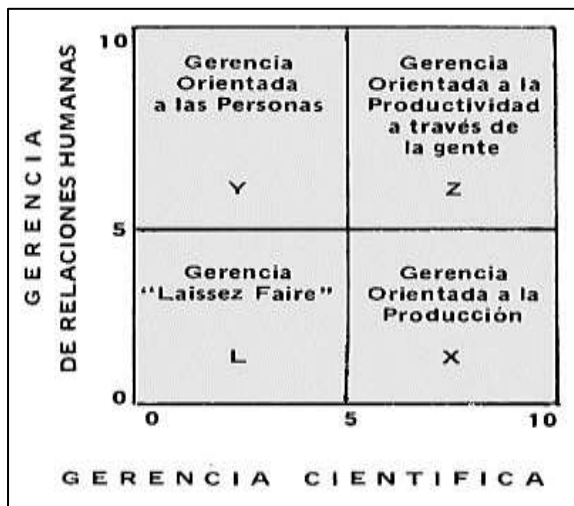 GERENCIA
DE RELACIONES HUMANAS
10
5
0
Gerencia
Orientada
a las Personas
Y
Gerencia
Orientada a la
Productividad
a través de
la gente
Z
Gerencia
"Laissez Faire"
L
Gerencia
Orientada a la
Producción
X
0
5
10
GERENCIA CIENTIFICA